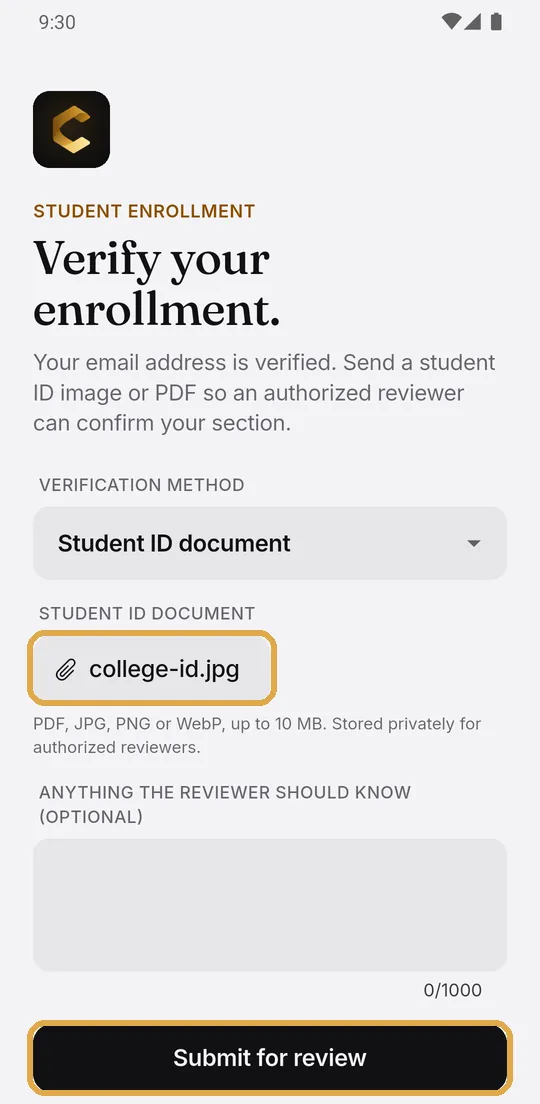 9:30
STUDENT ENROLLMENT
Verify your
enrollment.
Your email address is verified. Send a student
ID image or PDF so an authorized reviewer
can confirm your section.
VERIFICATION METHOD
Student ID document
STUDENT ID DOCUMENT
college-id.jpg
PDF, JPG, PNG or WebP, up to 10 MB. Stored privately for
authorized reviewers.
ANYTHING THE REVIEWER SHOULD KNOW
(OPTIONAL)
0/1000
Submit for review